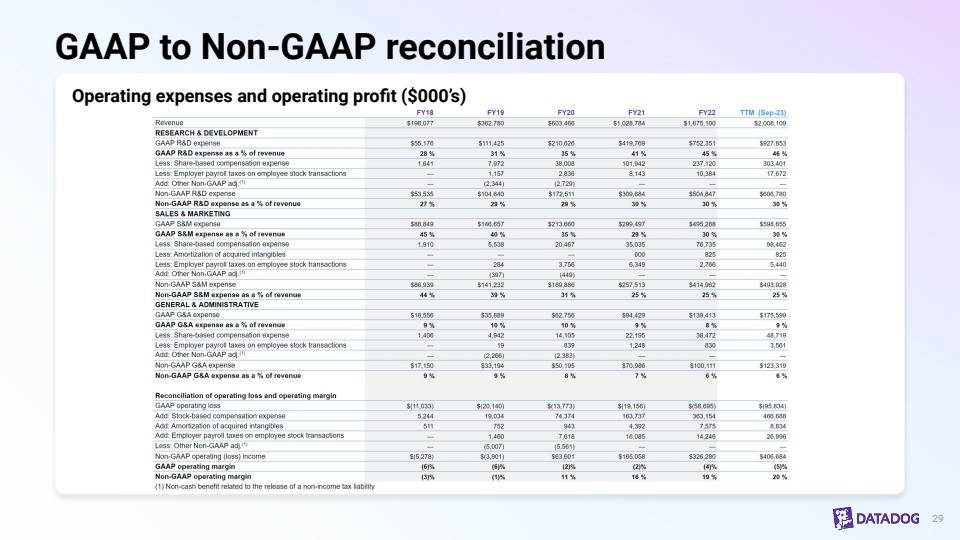 GAAP to Non-GAAP reconciliation
Operating expenses and operating profit ($000's)
FY18 FY19 FY20 FY21 FY22 TTM (Sep-23)
Revenue $198,077 $362,780 $603,466 $1,028,784 $1,675,100 $2,008,109
RESEARCH & DEVELOPMENT
GAAP R&D expense $55,176 $111,425 $210,626 $419,769 $752,351 $927,853
GAAP R&D expense as a % of revenue 28 % 31 % 35 % 41 % 45 % 46 %
Less: Share-based compensation expense 1,641 7,972 38,008 101,942 237,120 303,401
Less: Employer payroll taxes on employee stock transactions — 1,157 2,836 8,143 10,384 17,672
Add: Other Non-GAAP adj.(1) — (2,344) (2,729) — — —
Non-GAAP R&D expense $53,535 $104,640 $172,511 $309,684 $504,847 $606,780
Non-GAAP R&D expense as a % of revenue 27 % 29 % 29 % 30 % 30 % 30 %
SALES & MARKETING
GAAP S&M expense $88,849 $146,657 $213,660 $299,497 $495,288 $598,655
GAAP S&M expense as a % of revenue 45 % 40 % 35 % 29 % 30 % 30 %
Less: Share-based compensation expense 1,910 5,538 20,467 35,035 76,735 98,462
Less: Amortization of acquired intangibles — — — 600 825 825
Less: Employer payroll taxes on employee stock transactions — 284 3,756 6,349 2,766 5,440
Add: Other Non-GAAP adj.(1) — (397) (449) — — —
Non-GAAP S&M expense $86,939 $141,232 $189,886 $257,513 $414,962 $493,928
Non-GAAP S&M expense as a % of revenue 44 % 39 % 31 % 25 % 25 % 25 %
GENERAL & ADMINISTRATIVE
GAAP G&A expense $18,556 $35,889 $62,756 $94,429 $139,413 $175,599
GAAP G&A expense as a % of revenue 9 % 10 % 10 % 9 % 8 % 9 %
Less: Share-based compensation expense 1,406 4,942 14,105 22,195 38,472 48,719
Less: Employer payroll taxes on employee stock transactions — 19 839 1,248 830 3,561
Add: Other Non-GAAP adj.(1) — (2,266) (2,383) — — —
Non-GAAP G&A expense $17,150 $33,194 $50,195 $70,986 $100,111 $123,319
Non-GAAP G&A expense as a % of revenue 9 % 9 % 8 % 7 % 6 % 6 %
Reconciliation of operating loss and operating margin
GAAP operating loss $(11,033) $(20,140) $(13,773) $(19,156) $(58,695) $(95,834)
Add: Stock-based compensation expense 5,244 19,034 74,374 163,737 363,154 466,688
Add: Amortization of acquired intangibles 511 752 943 4,392 7,575 8,834
Add: Employer payroll taxes on employee stock transactions — 1,460 7,618 16,085 14,246 26,996
Less: Other Non-GAAP adj.(1) — (5,007) (5,561) — — —
Non-GAAP operating (loss) income $(5,278) $(3,901) $63,601 $165,058 $326,280 $406,684
GAAP operating margin (6)% (6)% (2)% (2)% (4)% (5)%
Non-GAAP operating margin (3)% (1)% 11 % 16 % 19 % 20 %
(1) Non-cash benefit related to the release of a non-income tax liability
DATADOG 29